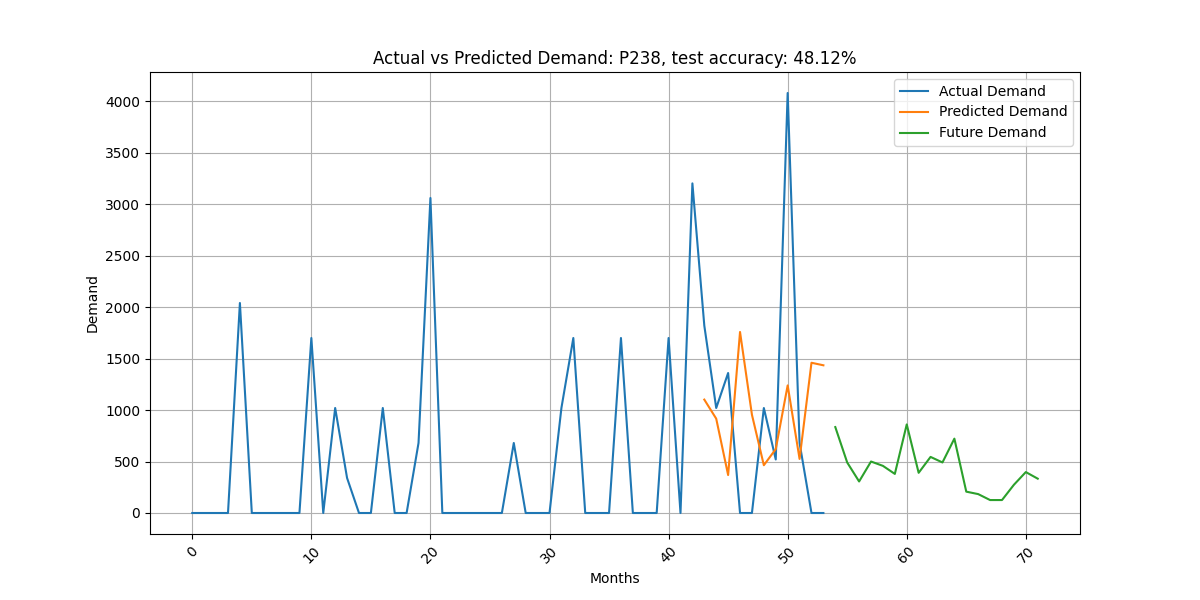 Actual vs Predicted Demand: P238, test accuracy: 48.12%
Actual Demand
Predicted Demand
Future Demand
4000
3500
3000
2500
2000
1500
1000
500
0
Demand
0 10 20 30 40 50 60 70
Months